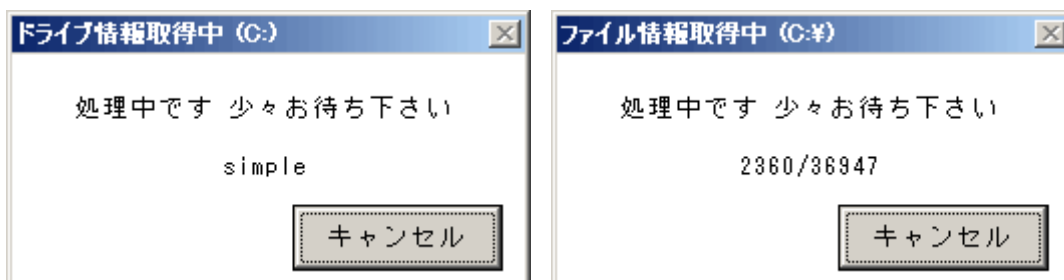 ドライブ情報取得中 (C:)
処理中です 少々お待ち下さい
simple
キャンセル
ファイル情報取得中 (C:¥)
処理中です 少々お待ち下さい
2360/36947
キャンセル